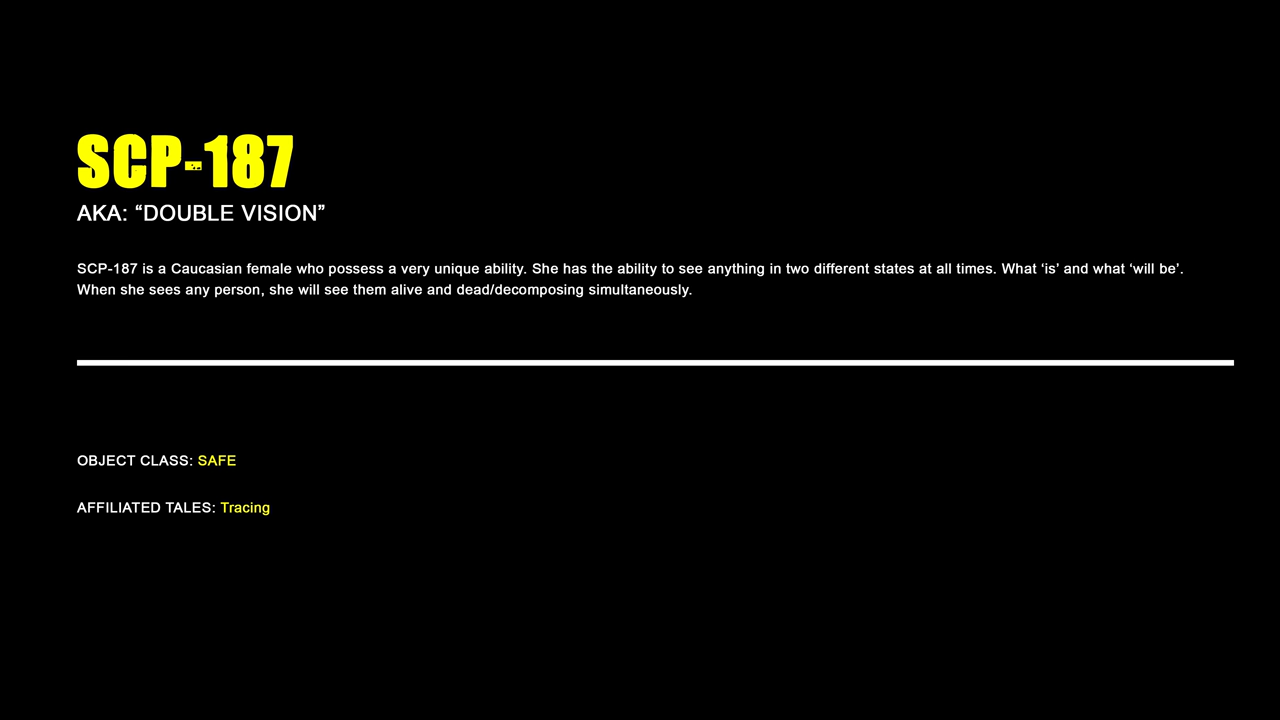 SCP-187
AKA: “DOUBLE VISION”
SCP-187 is a Caucasian female who possess a very unique ability. She has the ability to see anything in two different states at all times. What ‘is’ and what ‘will be’.
When she sees any person, she will see them alive and dead/decomposing simultaneously.
OBJECT CLASS: SAFE
AFFILIATED TALES: Tracing